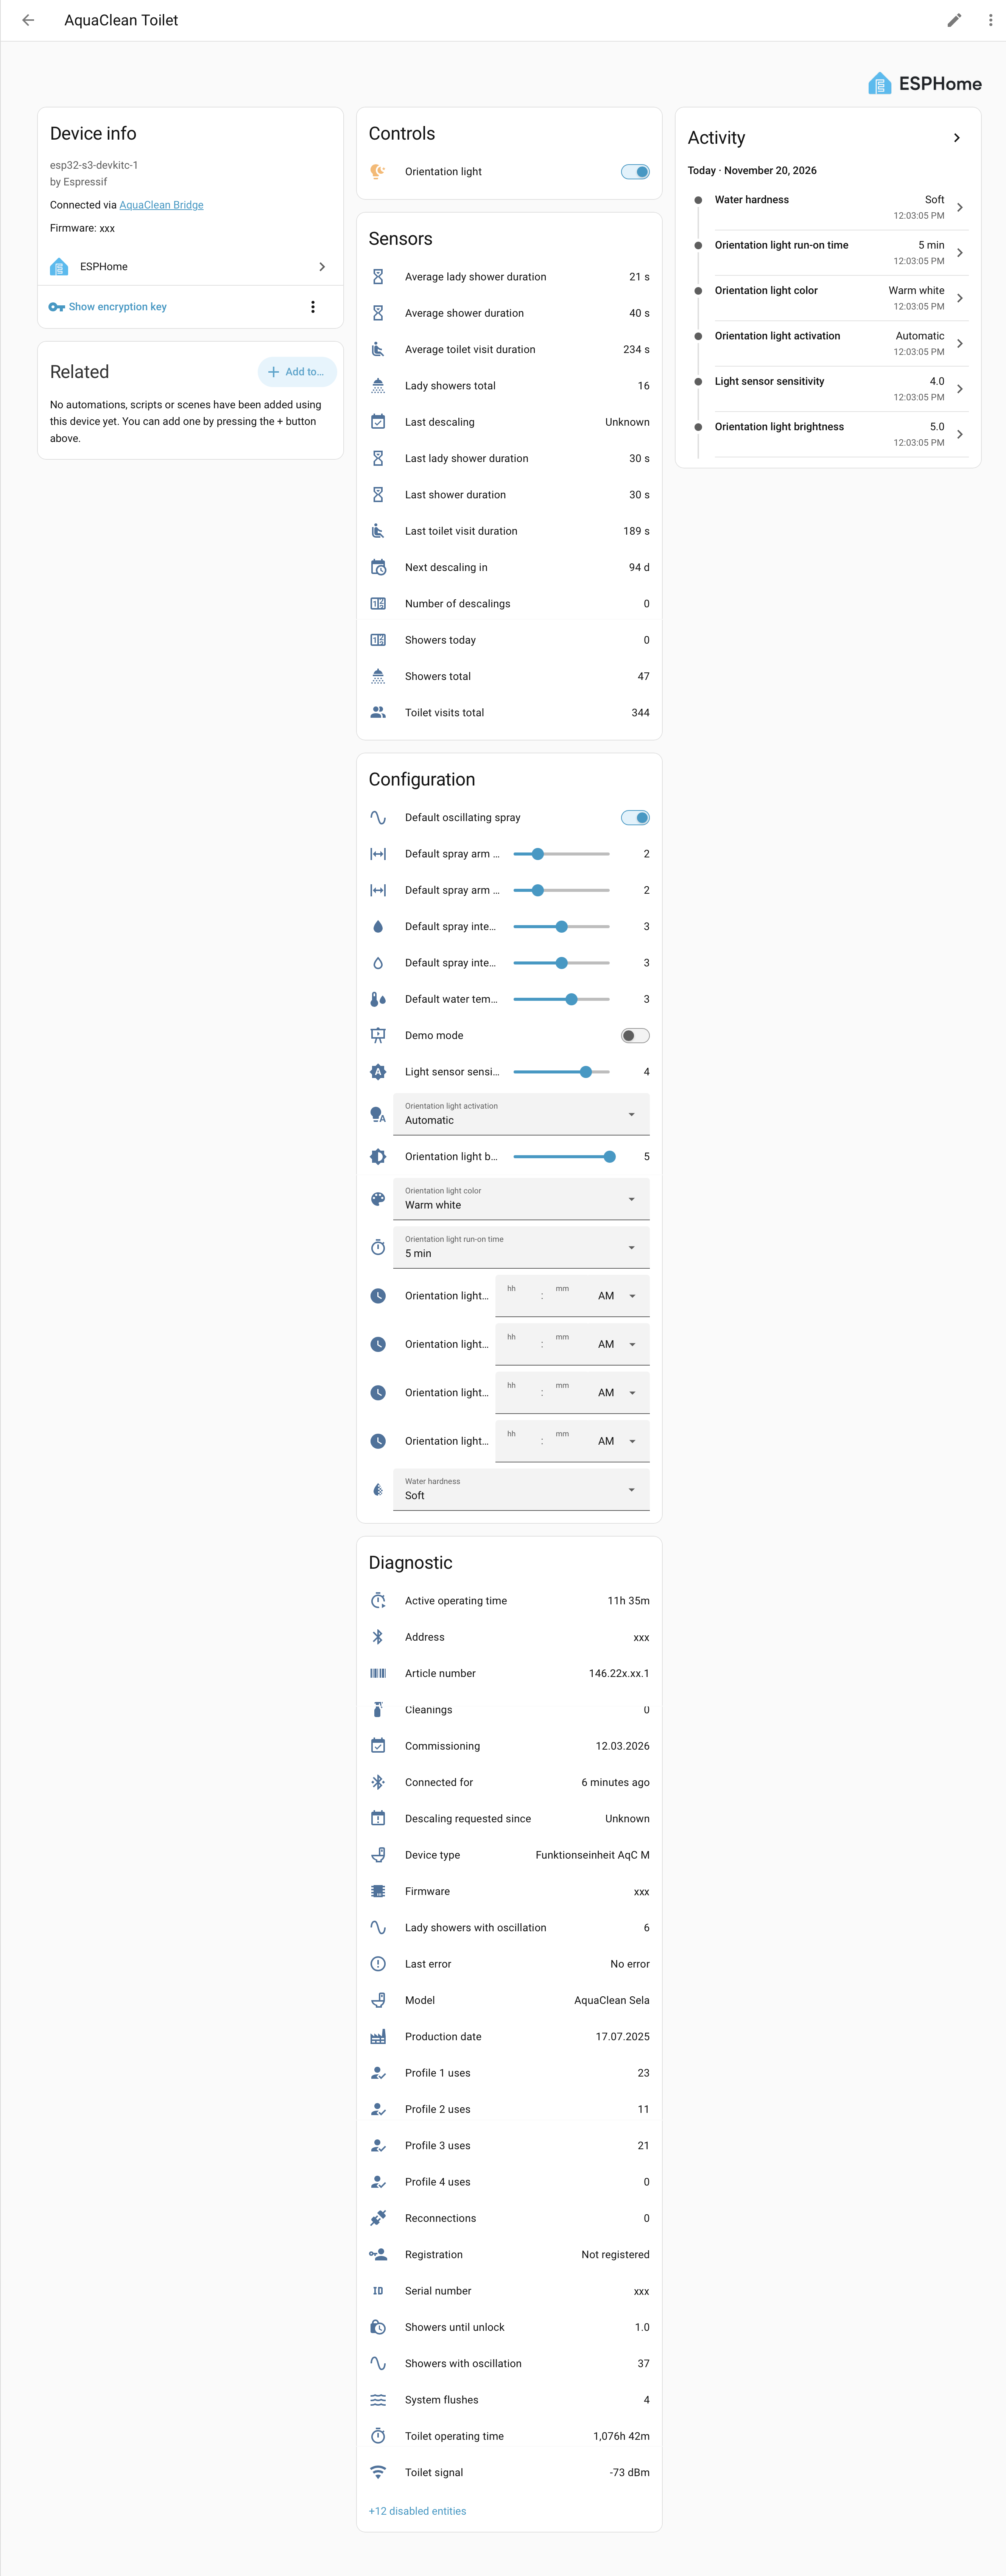 AquaClean Toilet
ESPHome
Device info
esp32-s3-devkitc-1
by Espressif
Connected via AquaClean Bridge
Firmware: xxx
ESPHome
Show encryption key
Related
Add to...
No automations, scripts or scenes have been added using
this device yet. You can add one by pressing the + button
above.
Controls
Orientation light
Sensors
Average lady shower duration 21 s
Average shower duration 40 s
Average toilet visit duration 234 s
Lady showers total 16
Last descaling Unknown
Last lady shower duration 30 s
Last shower duration 30 s
Last toilet visit duration 189 s
Next descaling in 94 d
Number of descalings 0
Showers today 0
Showers total 47
Toilet visits total 344
Configuration
Default oscillating spray
Default spray arm ... 2
Default spray arm ... 2
Default spray inte... 3
Default spray inte... 3
Default water tem... 3
Demo mode
Light sensor sensi... 4
Orientation light activation
Automatic
Orientation light b... 5
Orientation light color
Warm white
Orientation light run-on time
5 min
Orientation light... hh : mm AM
Orientation light... hh : mm AM
Orientation light... hh : mm AM
Orientation light... hh : mm AM
Water hardness
Soft
Diagnostic
Active operating time 11h 35m
Address xxx
Article number 146.22x.xx.1
Cleanings 0
Commissioning 12.03.2026
Connected for 6 minutes ago
Descaling requested since Unknown
Device type Funktionseinheit AqC M
Firmware xxx
Lady showers with oscillation 6
Last error No error
Model AquaClean Sela
Production date 17.07.2025
Profile 1 uses 23
Profile 2 uses 11
Profile 3 uses 21
Profile 4 uses 0
Reconnections 0
Registration Not registered
ID Serial number xxx
Showers until unlock 1.0
Showers with oscillation 37
System flushes 4
Toilet operating time 1,076h 42m
Toilet signal -73 dBm
+12 disabled entities
Activity
Today · November 20, 2026
Water hardness Soft
12:03:05 PM
Orientation light run-on time 5 min
12:03:05 PM
Orientation light color Warm white
12:03:05 PM
Orientation light activation Automatic
12:03:05 PM
Light sensor sensitivity 4.0
12:03:05 PM
Orientation light brightness 5.0
12:03:05 PM